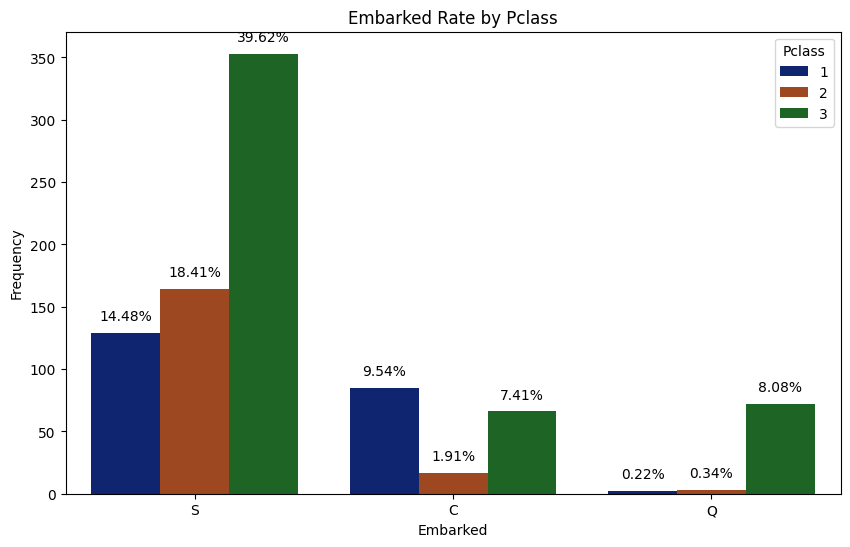 Embarked Rate by Pclass
39.62%
350
Pclass
1
2
3
300
250
200
18.41%
150
14.48%
100
9.54%
7.41%
8.08%
50
1.91%
0.22%
0.34%
0
S
C
Q
Embarked
Frequency